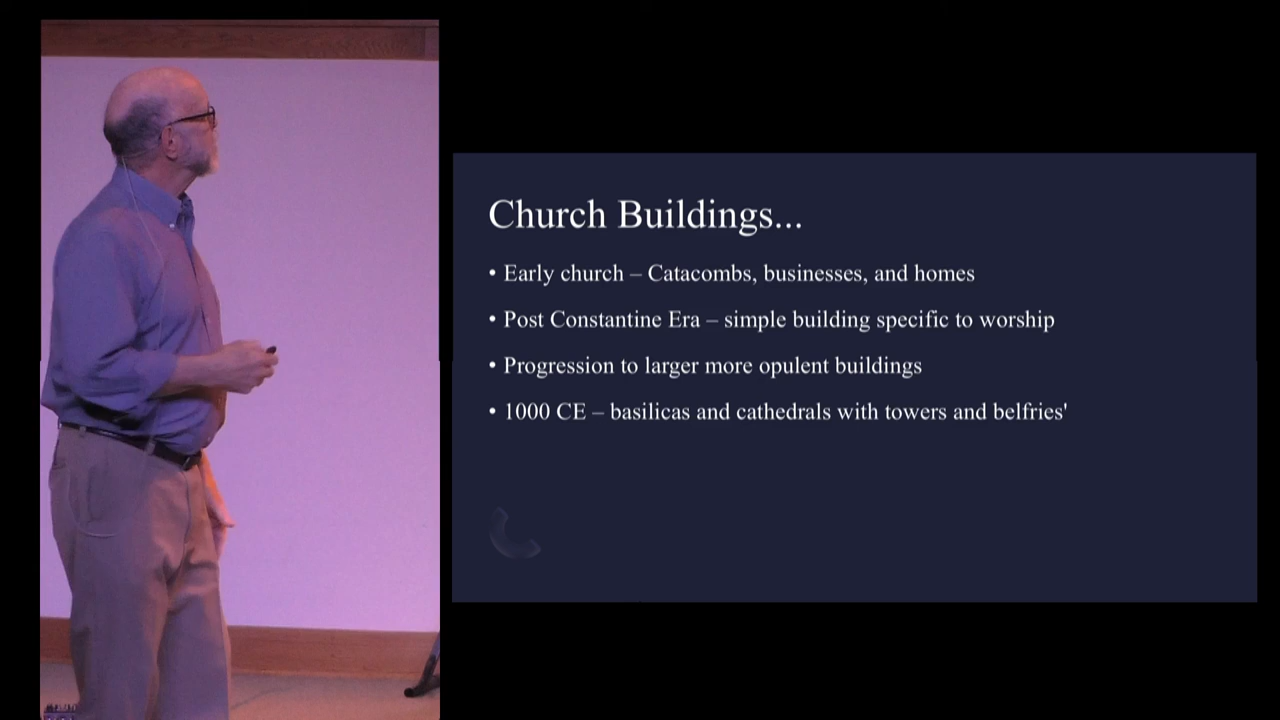 Church Buildings...
• Early church – Catacombs, businesses, and homes
• Post Constantine Era – simple building specific to worship
• Progression to larger more opulent buildings
• 1000 CE – basilicas and cathedrals with towers and belfries'